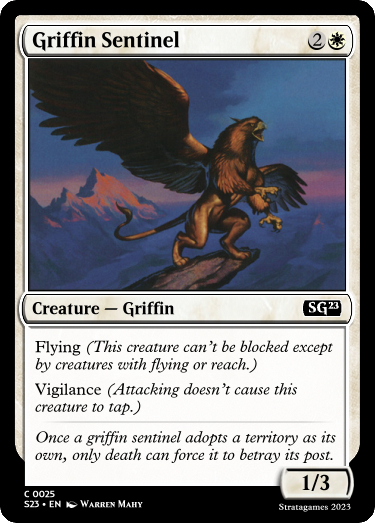 Griffin Sentinel 2
Creature — Griffin SG23
Flying (This creature can't be blocked except
by creatures with flying or reach.)
Vigilance (Attacking doesn't cause this
creature to tap.)
Once a griffin sentinel adopts a territory as its
own, only death can force it to betray its post.
1/3
C 0025
S23 • EN Warren Mahy
Stratagames 2023